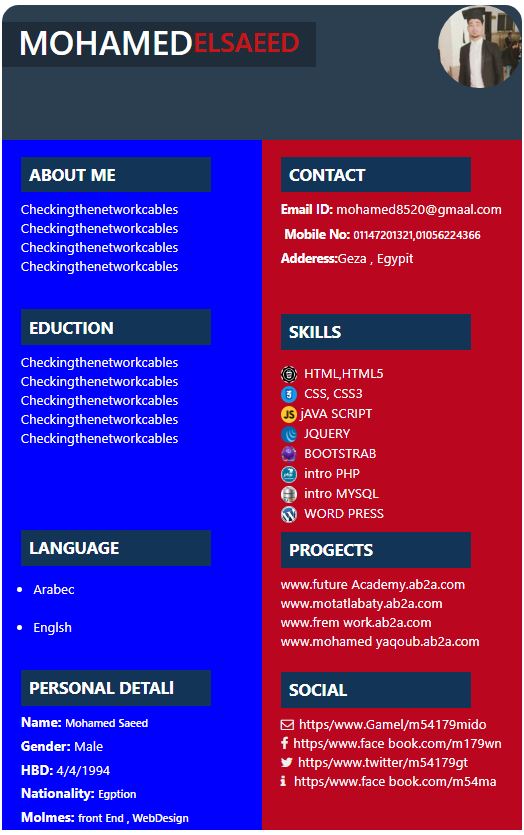 MOHAMEDELSAEED
ABOUT ME
Checkingthenetworkcables
Checkingthenetworkcables
Checkingthenetworkcables
Checkingthenetworkcables
EDUCTION
Checkingthenetworkcables
Checkingthenetworkcables
Checkingthenetworkcables
Checkingthenetworkcables
Checkingthenetworkcables
LANGUAGE
Arabec
Englsh
PERSONAL DETALl
Name: Mohamed Saeed
Gender: Male
HBD: 4/4/1994
Nationality: Egption
Molmes: front End , WebDesign
CONTACT
Email ID: mohamed8520@gmaal.com
Mobile No: 01147201321,01056224366
Adderess:Geza , Egypit
SKILLS
HTML,HTML5
CSS, CSS3
JS jAVA SCRIPT
JQUERY
BOOTSTRAB
intro PHP
intro MYSQL
WORD PRESS
PROGECTS
www.future Academy.ab2a.com
www.motatlabaty.ab2a.com
www.frem work.ab2a.com
www.mohamed yaqoub.ab2a.com
SOCIAL
https/www.Gamel/m54179mido
https/www.face book.com/m179wn
https/www.twitter/m54179gt
https/www.face book.com/m54ma